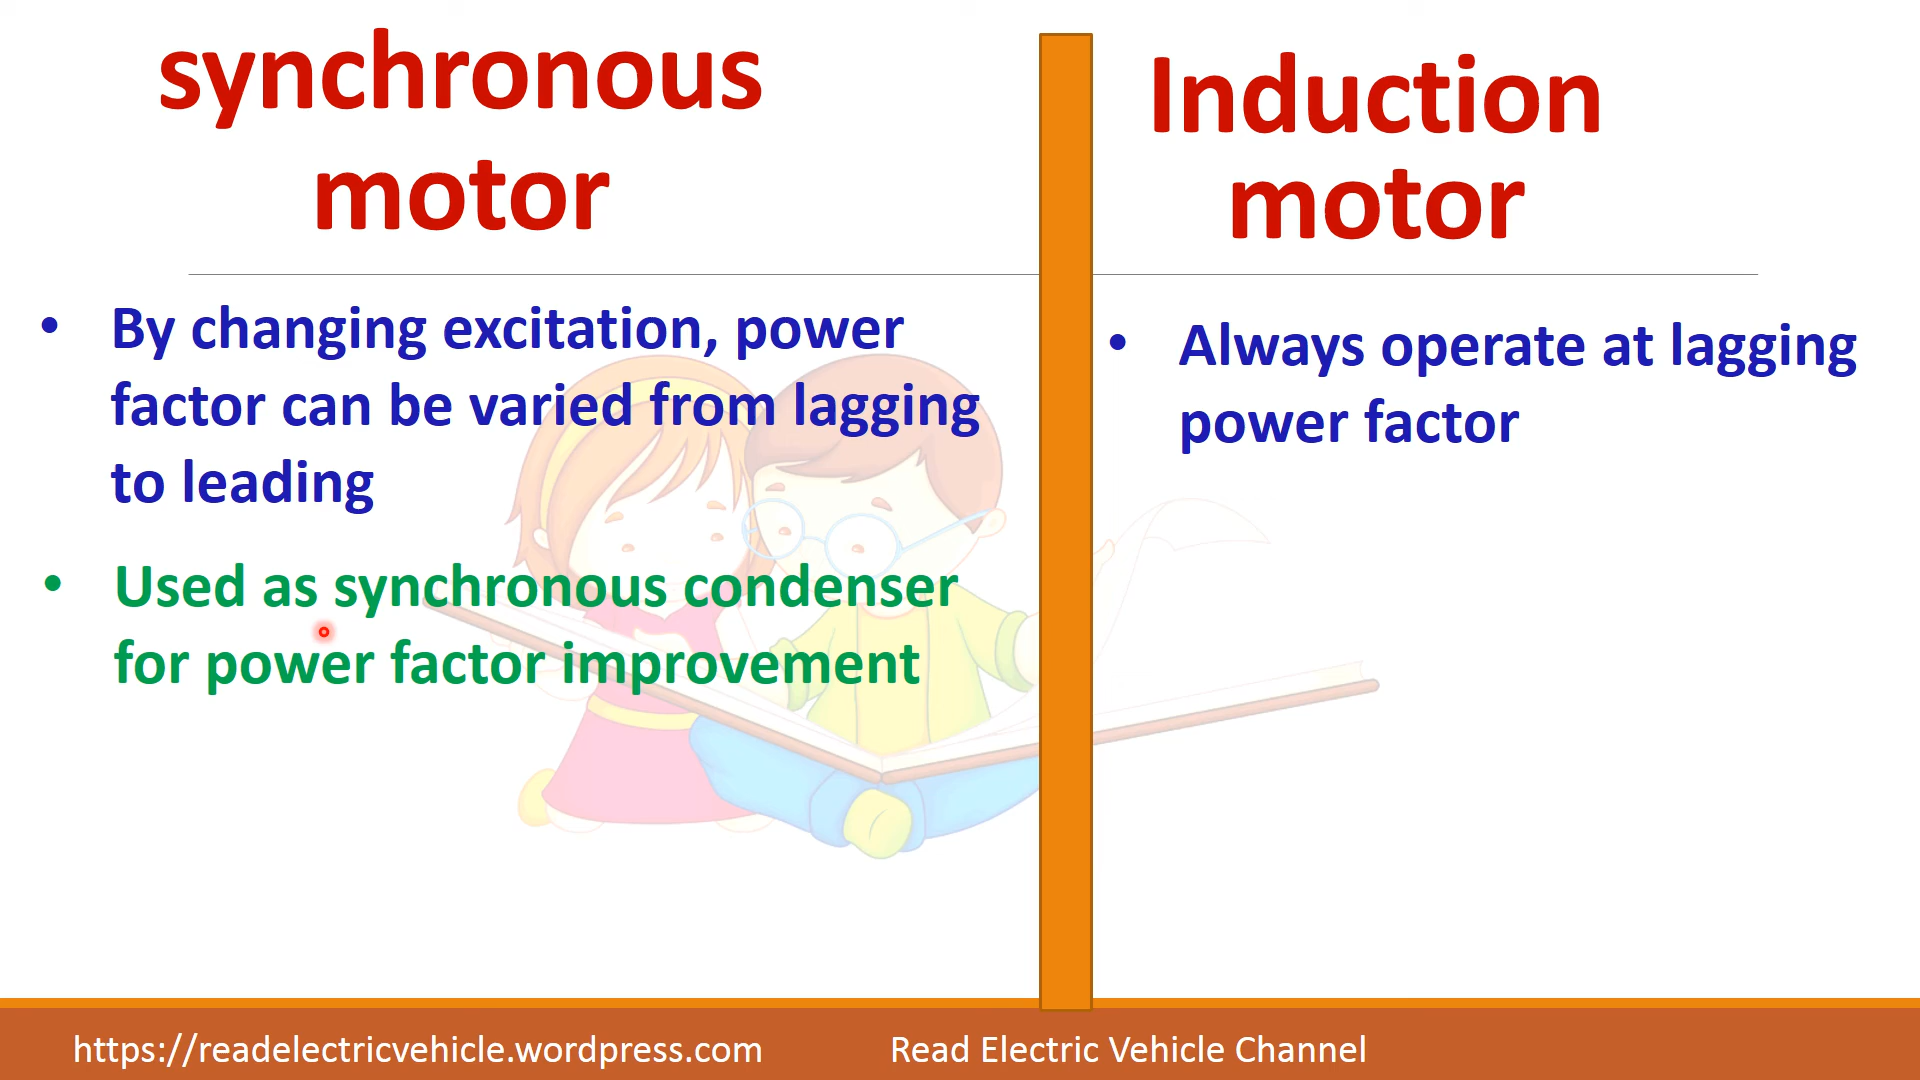 synchronous
motor
• By changing excitation, power
factor can be varied from lagging
to leading
• Used as synchronous condenser
for power factor improvement
Induction
motor
• Always operate at lagging
power factor
https://readelectricvehicle.wordpress.com
Read Electric Vehicle Channel